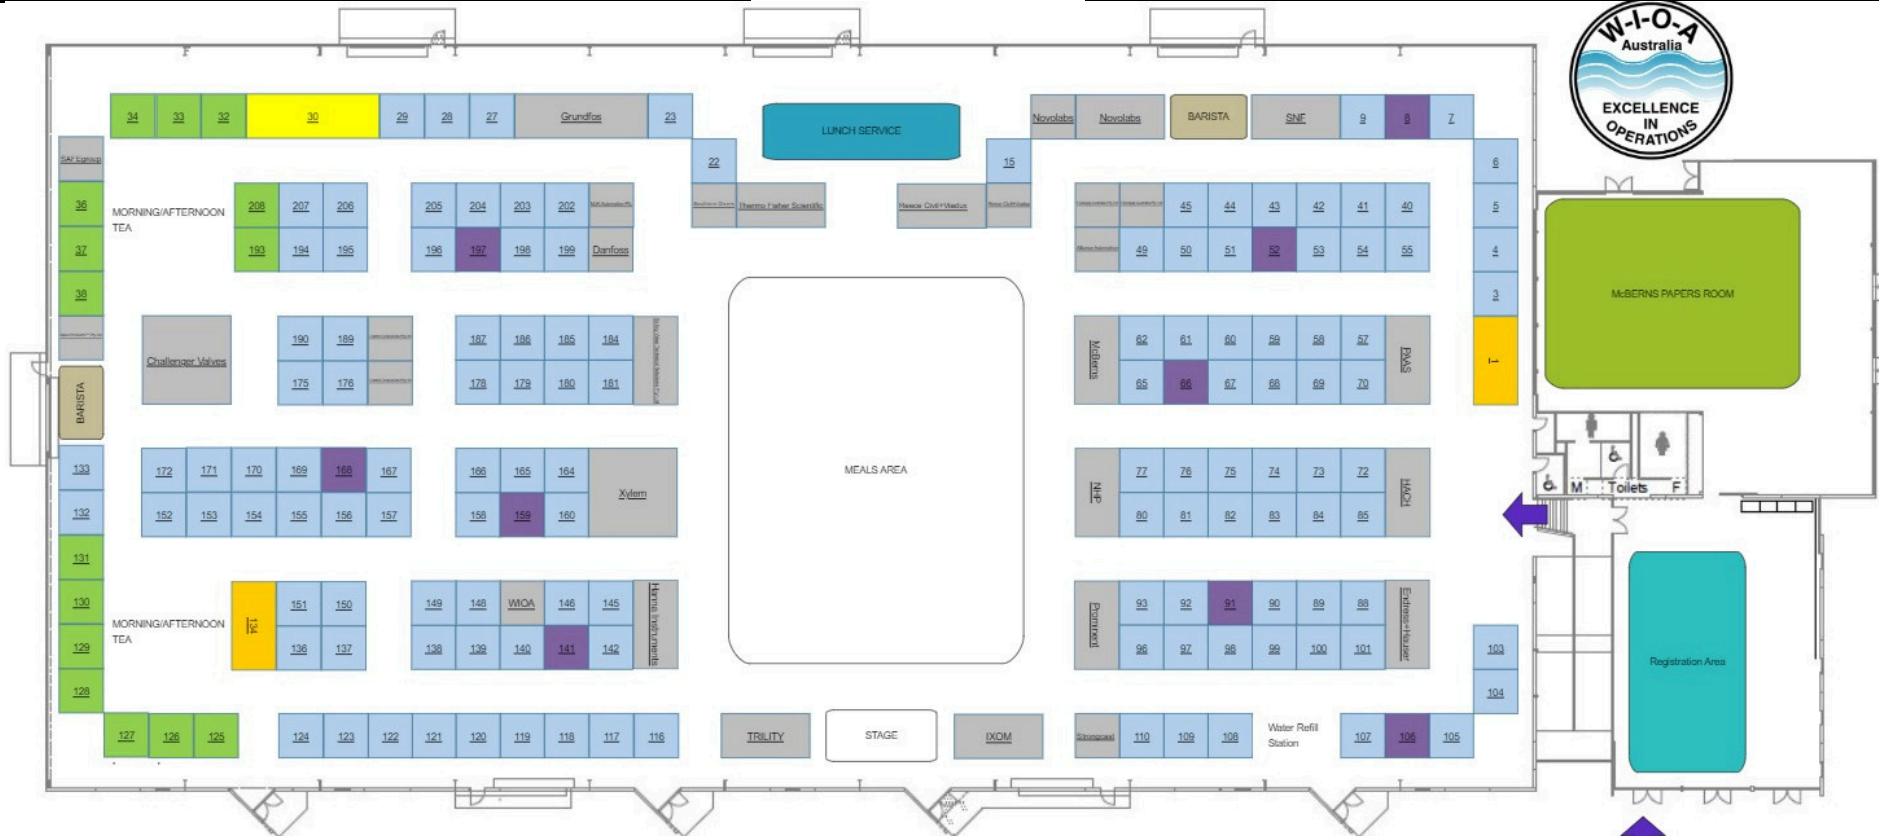 W-I-O-A
Australia
EXCELLENCE
IN
OPERATIONS
34 33 32 30 29 28 27 Grundfos 23
LUNCH SERVICE
Novolabs Novolabs BARISTA SNF 9 8 7
22 15 6
36
MORNING/AFTERNOON
TEA
208 207 206 205 204 203 202
Thermo Fisher Scientific Reece Civil+Viadux
45 44 43 42 41 40 5
37 193 194 195 196 197 198 199 Danfoss
49 50 51 52 53 54 55 4
38 3
McBERNS PAPERS ROOM
Challenger Valves
190 189 187 186 185 184
McBerns 62 61 60 59 58 57 PAAS 1
175 176 178 179 180 181
65 66 67 68 69 70
BARISTA
MEALS AREA
133 172 171 170 169 168 167 166 165 164 Xylem
NHP 77 76 75 74 73 72 HACH
M Toilets F
132 152 153 154 155 156 157 158 159 160
80 81 82 83 84 85
131
130 134 151 150 149 148 WIOA 146 145 Hanna Instruments
Prominent 93 92 91 90 89 88 Endress+Hauser
MORNING/AFTERNOON
TEA
129 136 137 138 139 140 141 142
96 97 98 99 100 101 103
Registration Area
128 104
127 126 125 124 123 122 121 120 119 118 117 116
TRILITY STAGE IXOM
110 109 108
Water Refill
Station
107 106 105